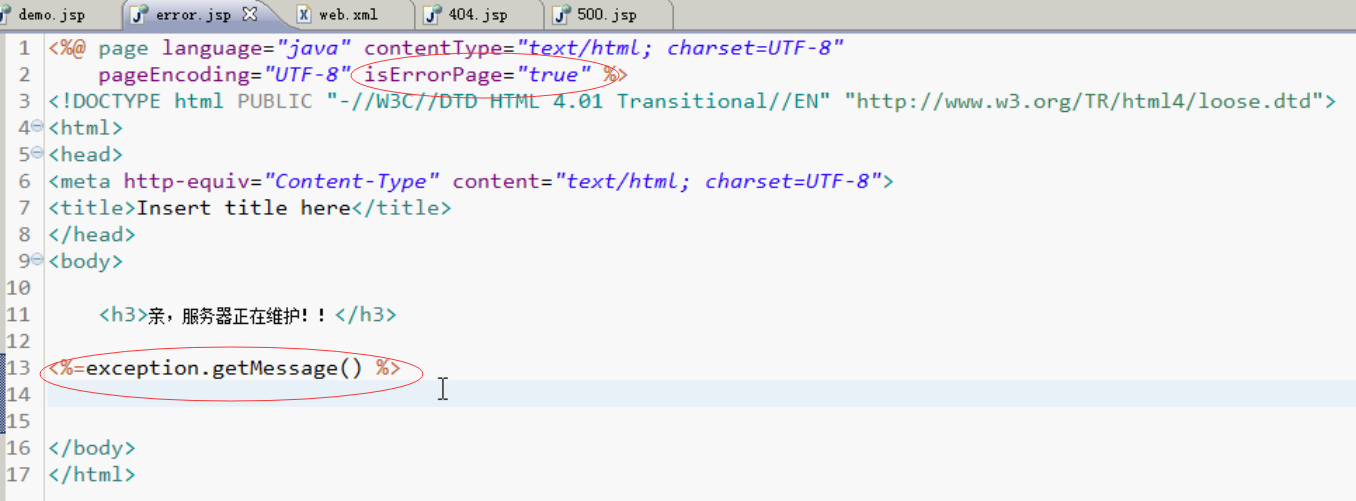 demo.jsp error.jsp web.xml 404.jsp 500.jsp
1 <%@ page language="java" contentType="text/html; charset=UTF-8"
2 pageEncoding="UTF-8" isErrorPage="true" %>
3 <!DOCTYPE html PUBLIC "-//W3C//DTD HTML 4.01 Transitional//EN" "http://www.w3.org/TR/html4/loose.dtd">
4 <html>
5 <head>
6 <meta http-equiv="Content-Type" content="text/html; charset=UTF-8">
7 <title>Insert title here</title>
8 </head>
9 <body>
10
11 <h3>亲，服务器正在维护！！</h3>
12
13 <%=exception.getMessage() %>
14
15
16 </body>
17 </html>